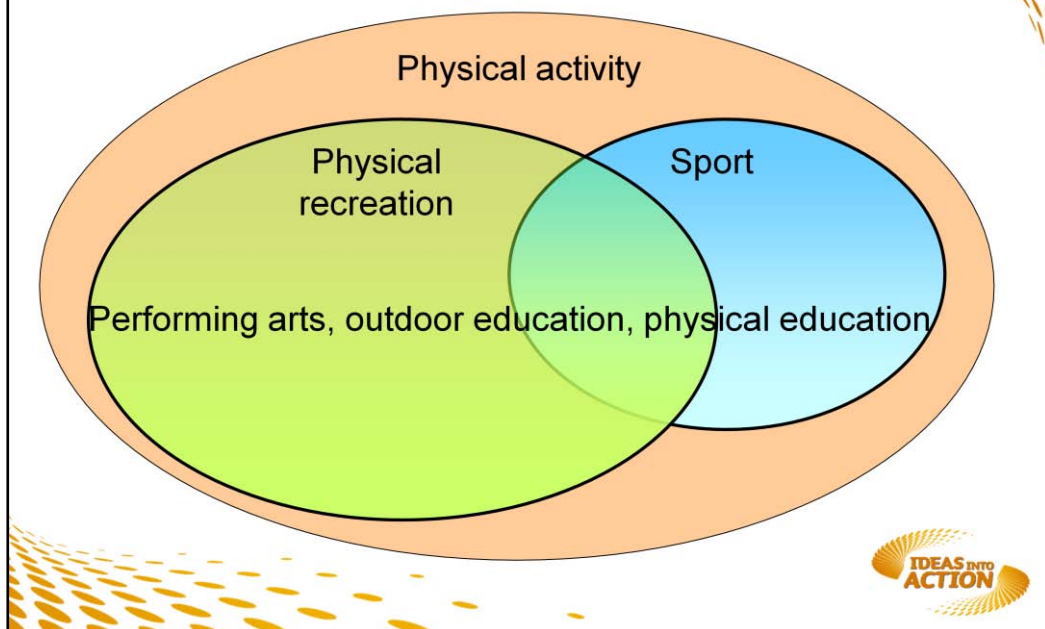 Physical activity
Physical
recreation
Sport
Performing arts, outdoor education, physical education
IDEAS INTO
ACTION